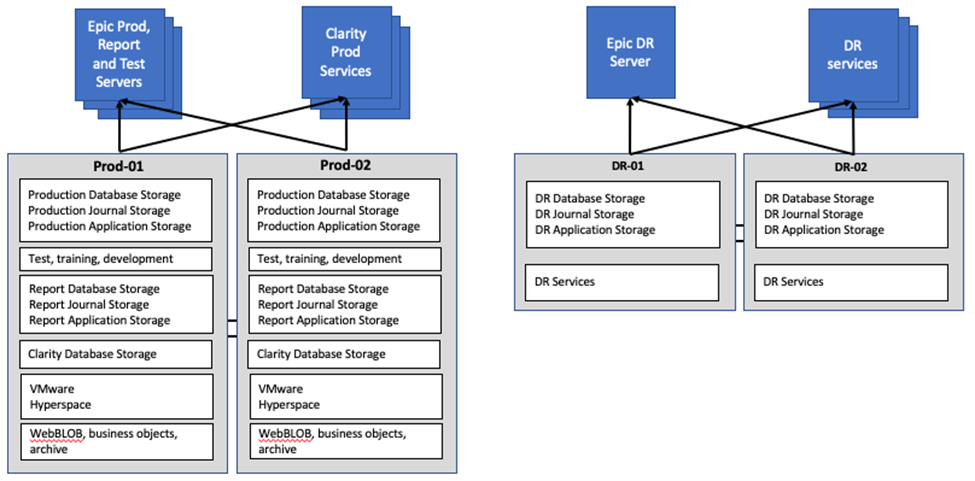 Epic Prod,
Report
and Test
Servers
Clarity
Prod
Services
Epic DR
Server
DR
services
Prod-01
Production Database Storage
Production Journal Storage
Production Application Storage
Test, training, development
Report Database Storage
Report Journal Storage
Report Application Storage
Clarity Database Storage
VMware
Hyperspace
WebBLOB, business objects,
archive
Prod-02
Production Database Storage
Production Journal Storage
Production Application Storage
Test, training, development
Report Database Storage
Report Journal Storage
Report Application Storage
Clarity Database Storage
VMware
Hyperspace
WebBLOB, business objects,
archive
DR-01
DR Database Storage
DR Journal Storage
DR Application Storage
DR Services
DR-02
DR Database Storage
DR Journal Storage
DR Application Storage
DR Services